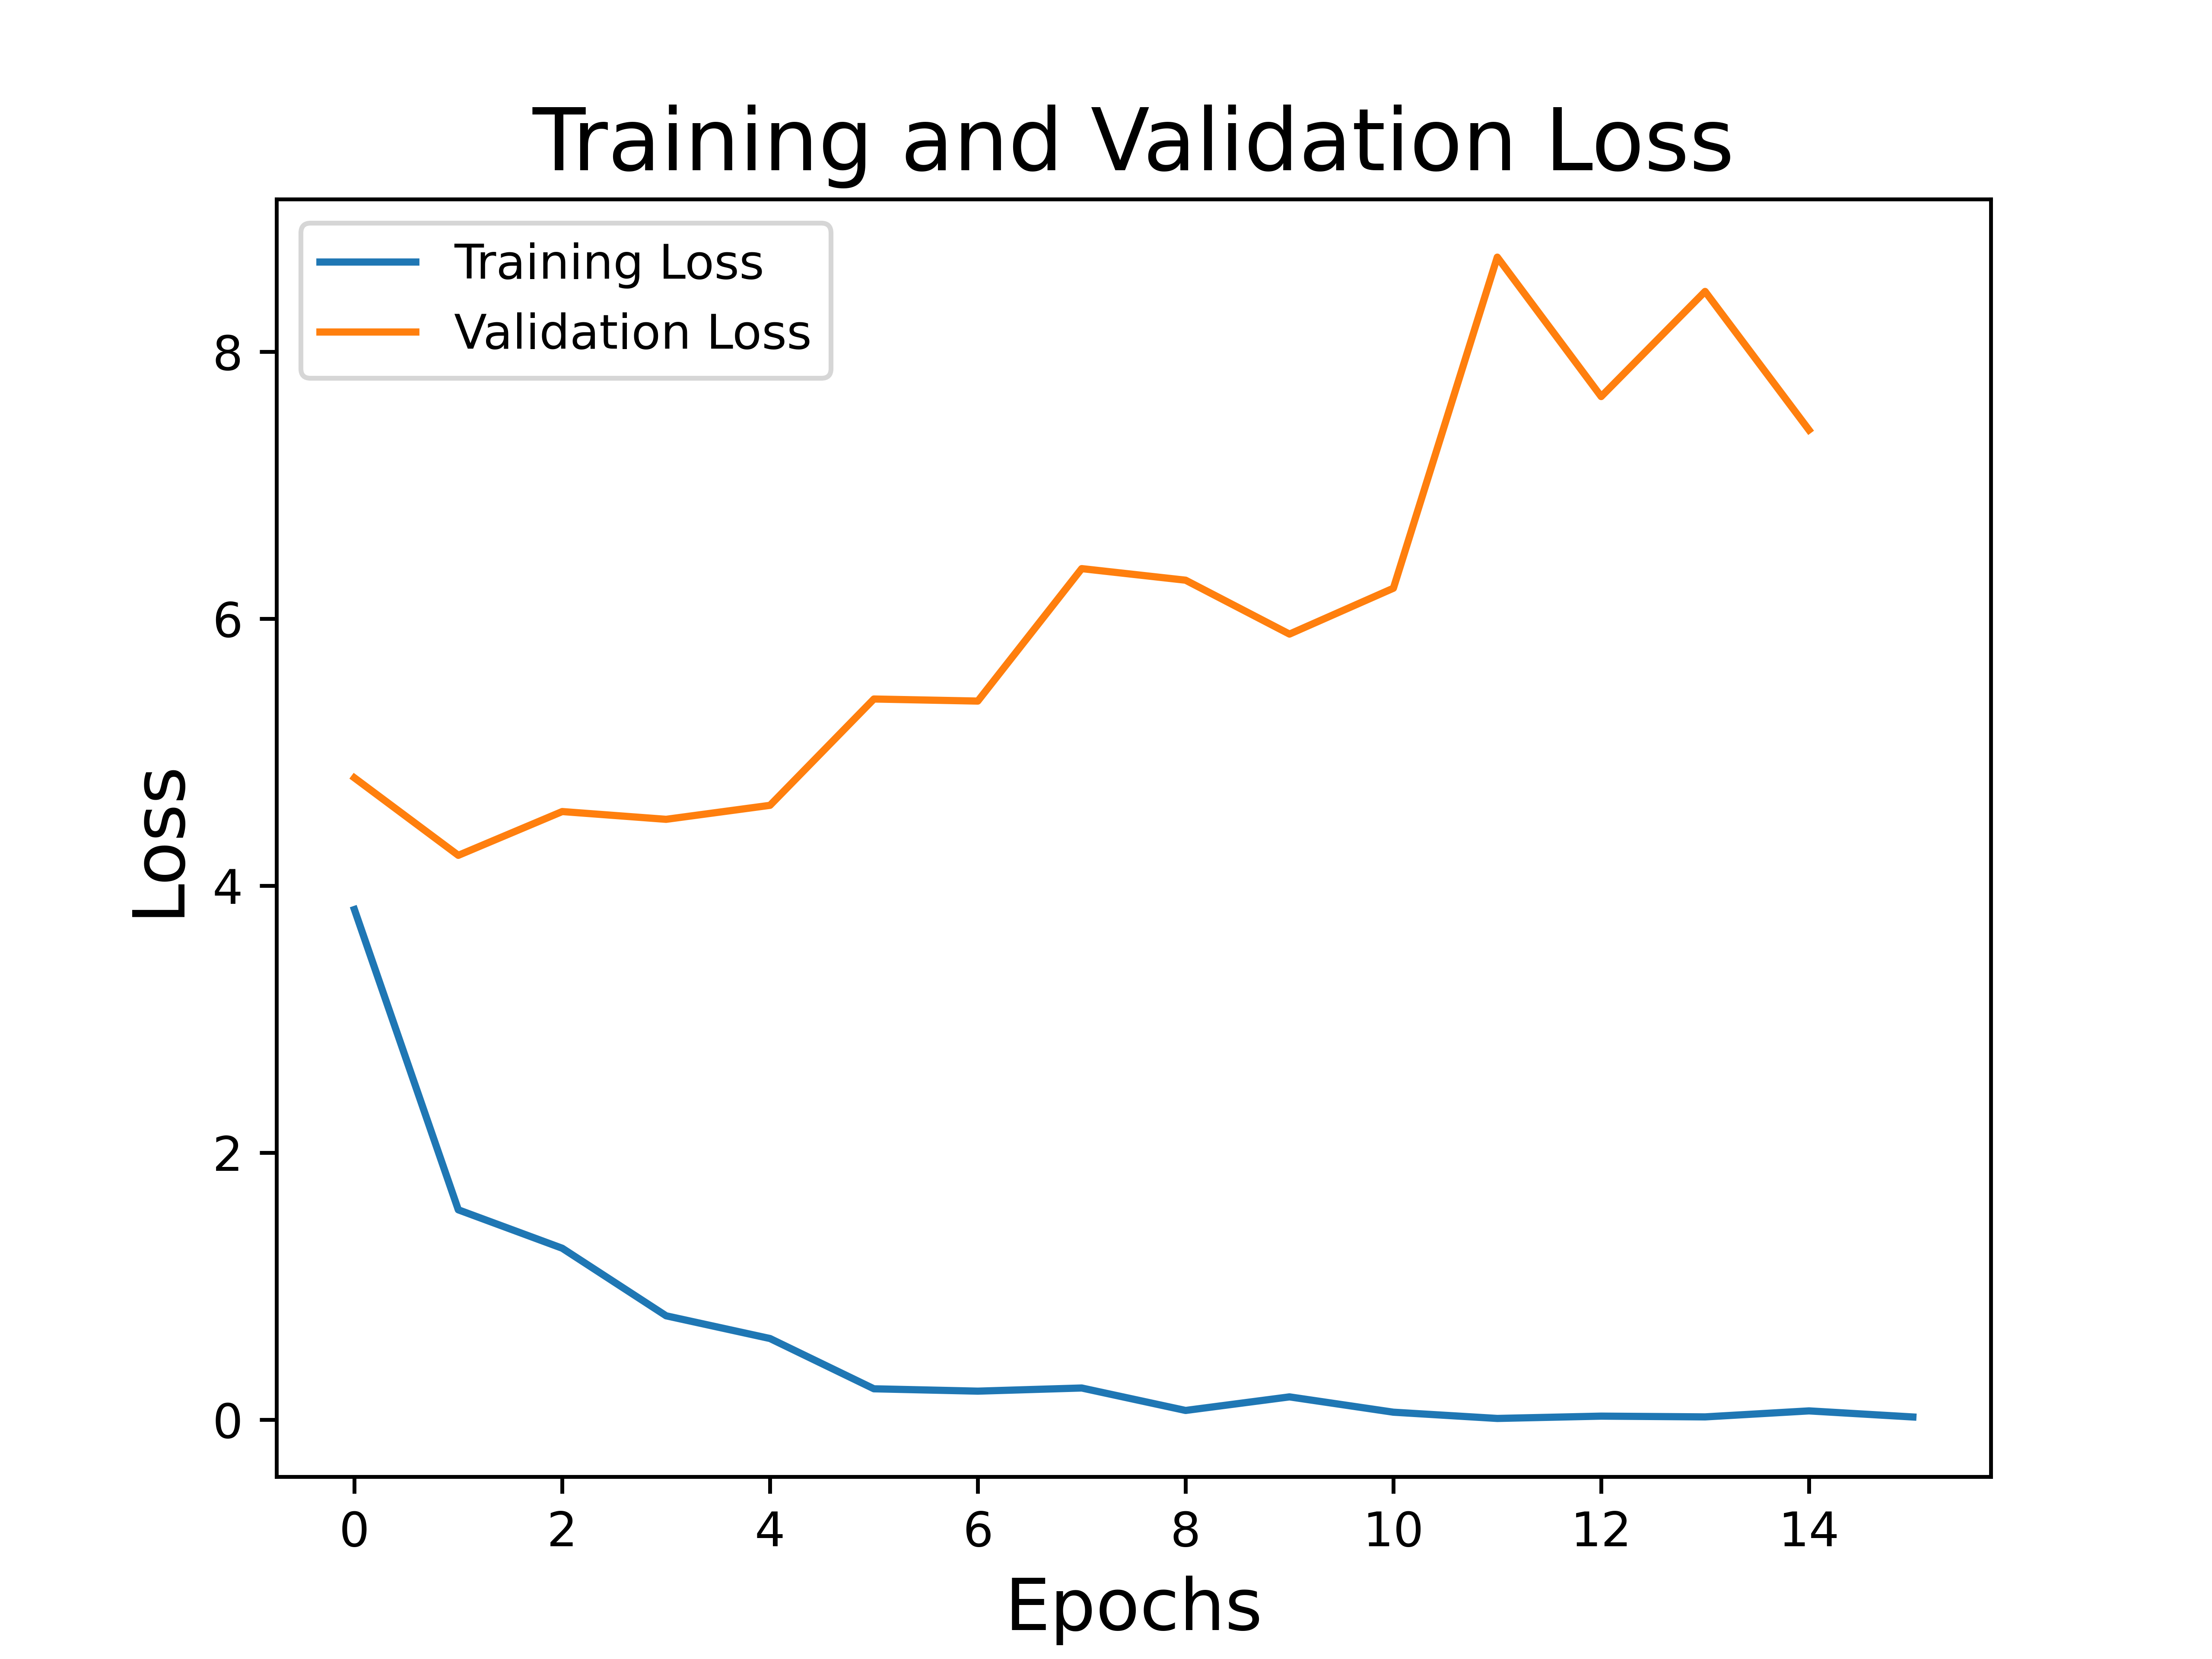 Training and Validation Loss
Training Loss
Validation Loss
8
6
4
2
0
Loss
0 2 4 6 8 10 12 14
Epochs